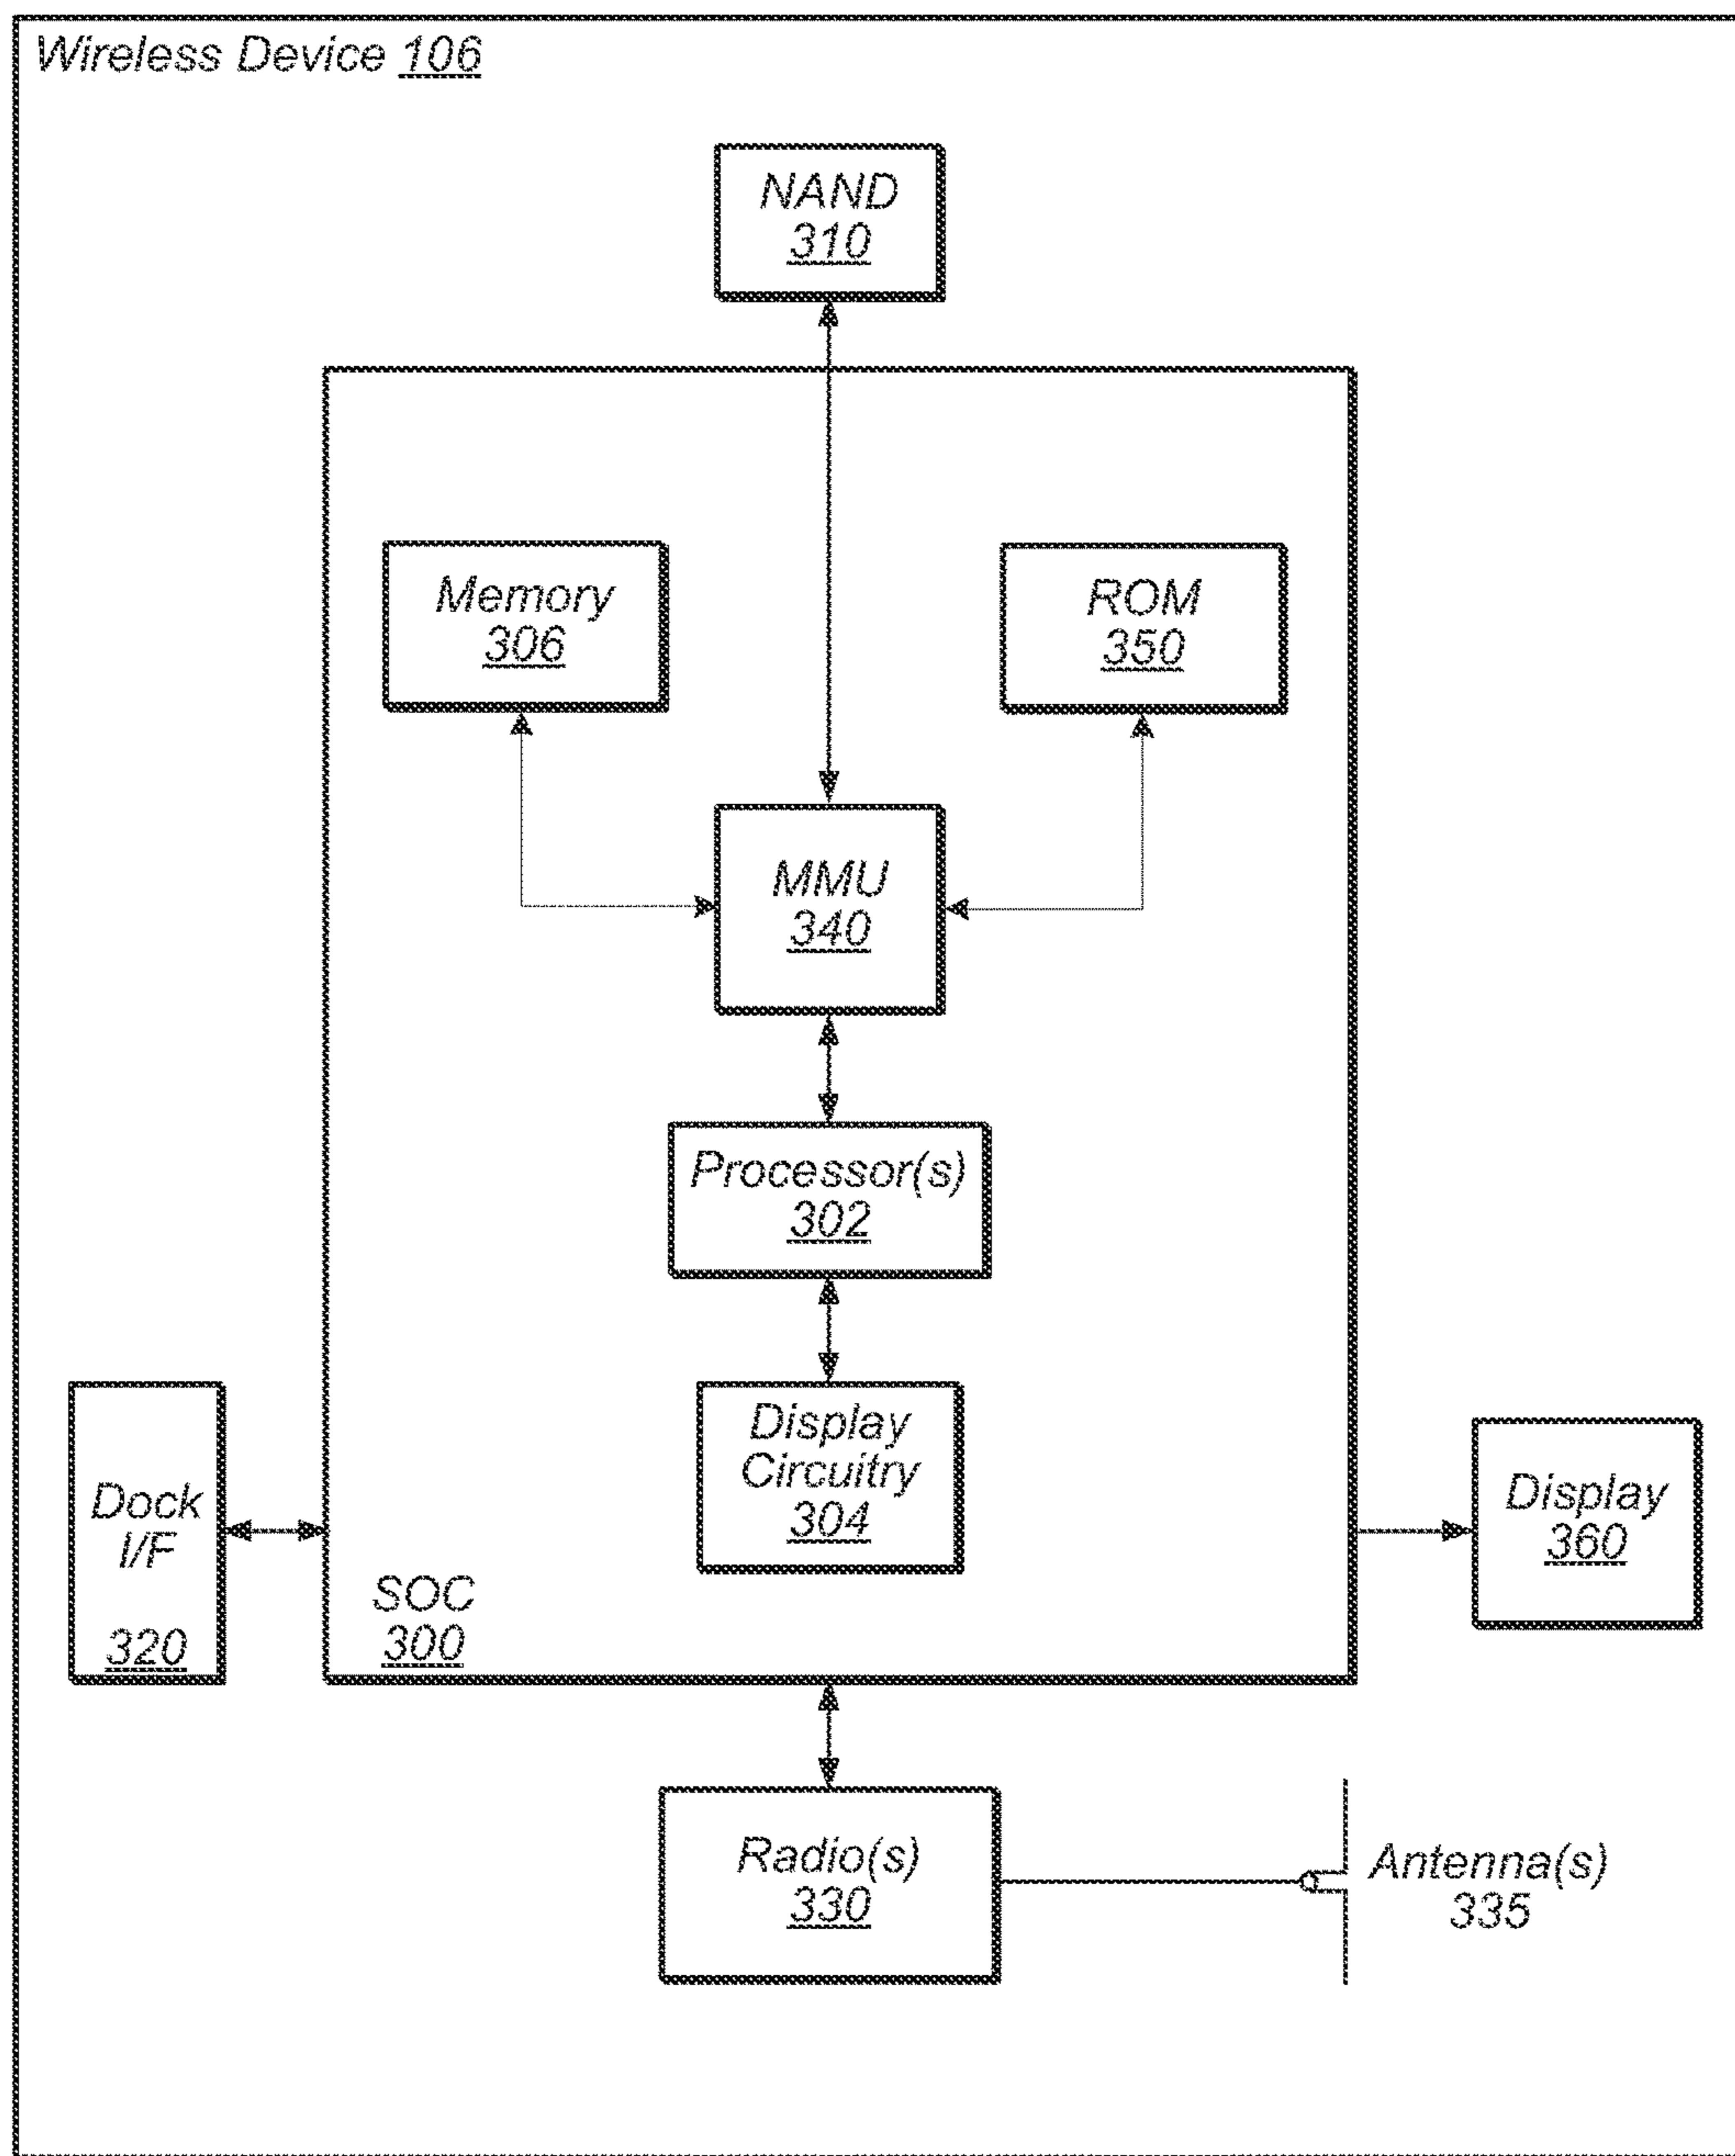 Wireless Device 106
NAND
310
Memory
306
ROM
350
MMU
340
Processor(s)
302
Display
Circuitry
304
Dock
I/F
320
SOC
300
Display
360
Radio(s)
330
Antenna(s)
335